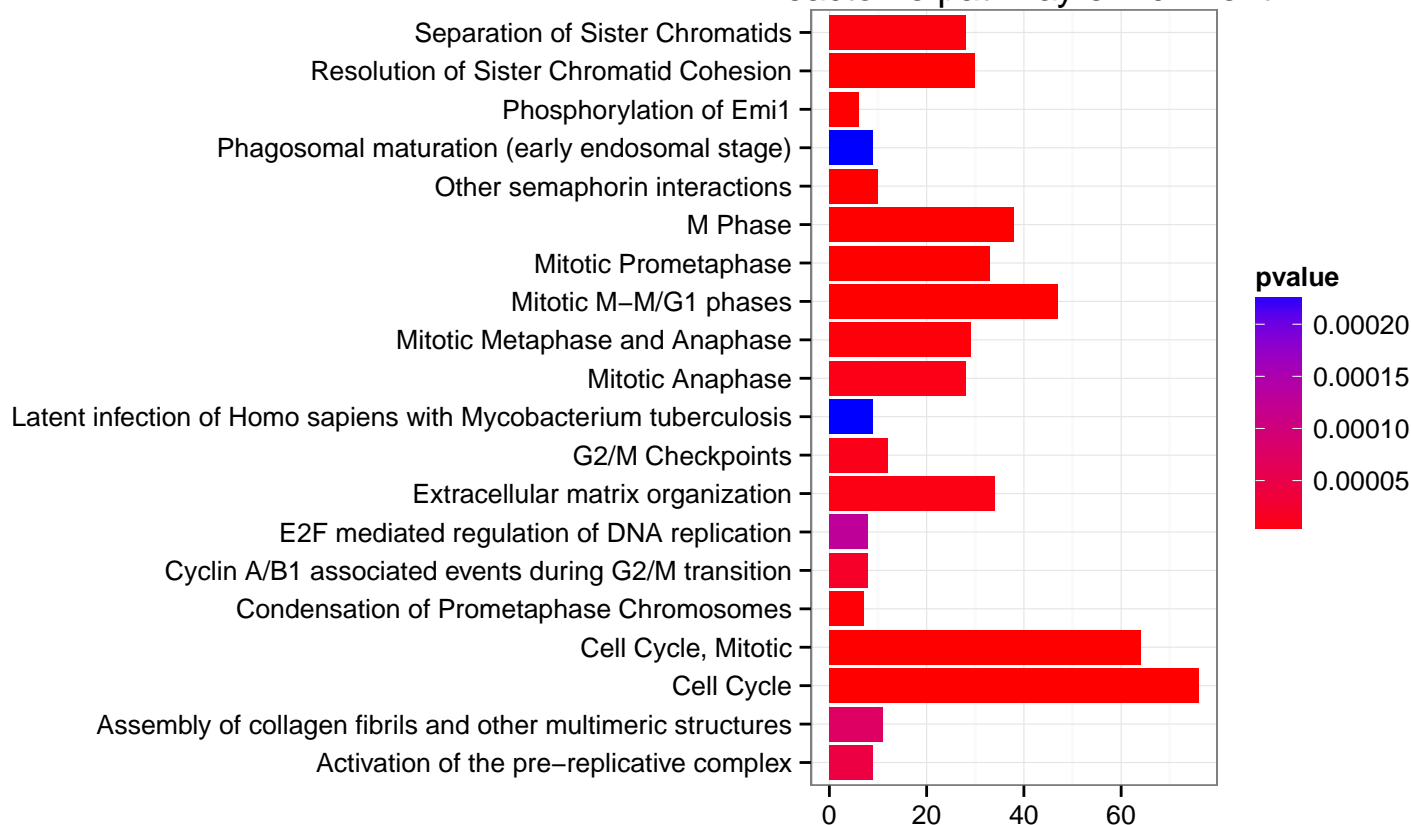 Separation of Sister Chromatids
Resolution of Sister Chromatid Cohesion
Phosphorylation of Emi1
Phagosomal maturation (early endosomal stage)
Other semaphorin interactions
M Phase
Mitotic Prometaphase
Mitotic M−M/G1 phases
Mitotic Metaphase and Anaphase
Mitotic Anaphase
Latent infection of Homo sapiens with Mycobacterium tuberculosis
G2/M Checkpoints
Extracellular matrix organization
E2F mediated regulation of DNA replication
Cyclin A/B1 associated events during G2/M transition
Condensation of Prometaphase Chromosomes
Cell Cycle, Mitotic
Cell Cycle
Assembly of collagen fibrils and other multimeric structures
Activation of the pre−replicative complex
0 20 40 60
pvalue
0.00020
0.00015
0.00010
0.00005